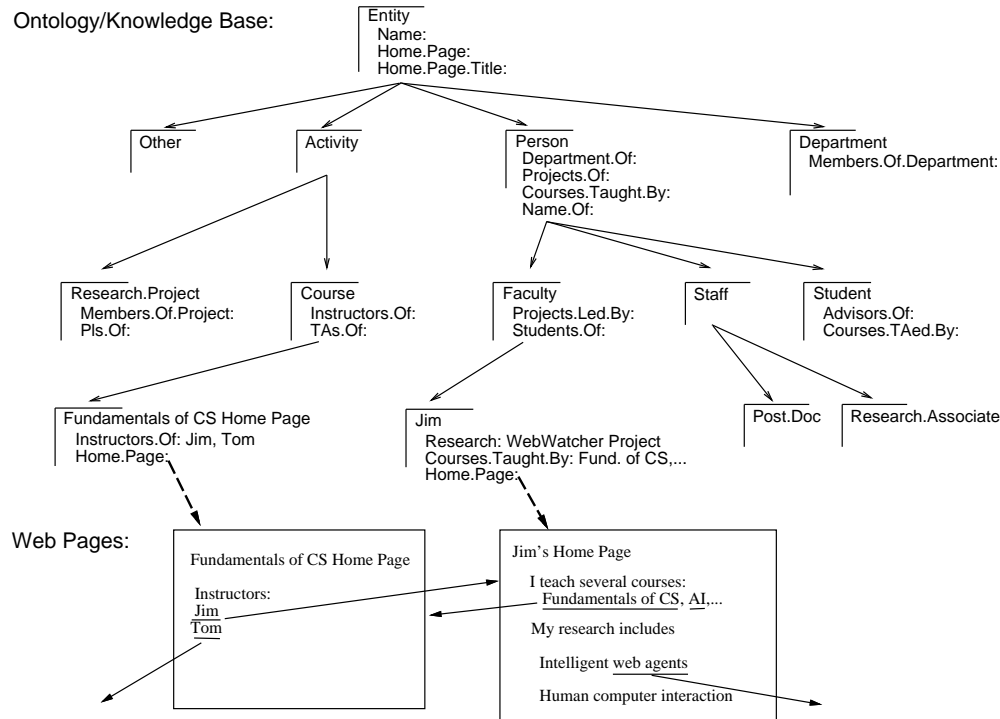 Ontology/Knowledge Base:
Entity
Name:
Home.Page:
Home.Page.Title:
Other
Activity
Person
Department.Of:
Projects.Of:
Courses.Taught.By:
Name.Of:
Department
Members.Of.Department:
Research.Project
Members.Of.Project:
PIs.Of:
Course
Instructors.Of:
TAs.Of:
Faculty
Projects.Led.By:
Students.Of:
Staff
Student
Advisors.Of:
Courses.TAed.By:
Fundamentals of CS Home Page
Instructors.Of: Jim, Tom
Home.Page:
Jim
Research: WebWatcher Project
Courses.Taught.By: Fund. of CS,...
Home.Page:
Post.Doc
Research.Associate
Web Pages:
Fundamentals of CS Home Page
Instructors:
Jim
Tom
Jim's Home Page
I teach several courses:
Fundamentals of CS, AI,...
My research includes
Intelligent web agents
Human computer interaction